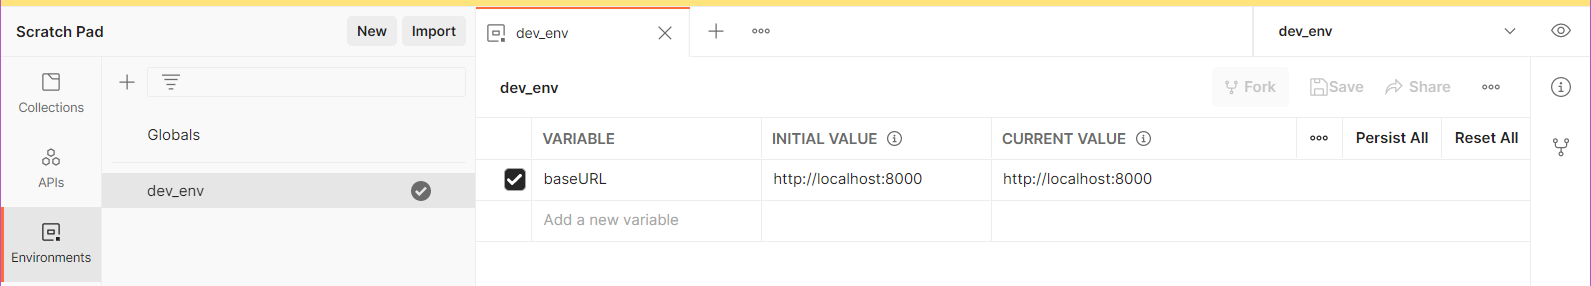 Scratch Pad
New
Import
dev_env
dev_env
Collections
APIs
Environments
Globals
dev_env
dev_env
Fork
Save
Share
VARIABLE
INITIAL VALUE
CURRENT VALUE
Persist All
Reset All
baseURL
http://localhost:8000
http://localhost:8000
Add a new variable